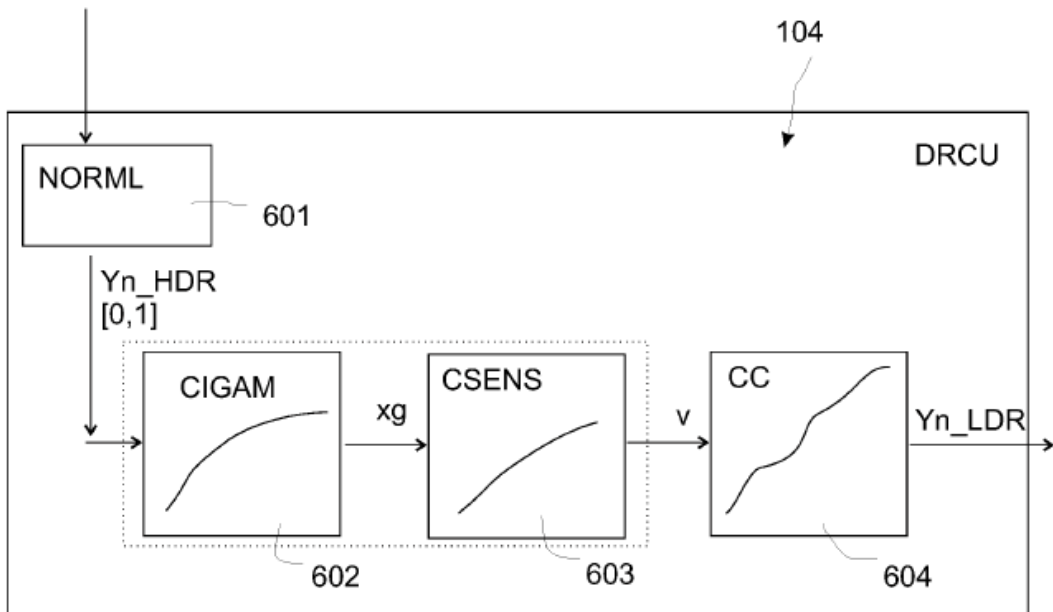 104
DRCU
NORML
601
Yn_HDR
[0,1]
CIGAM
xg
CSENS
v
CC
Yn_LDR
602
603
604